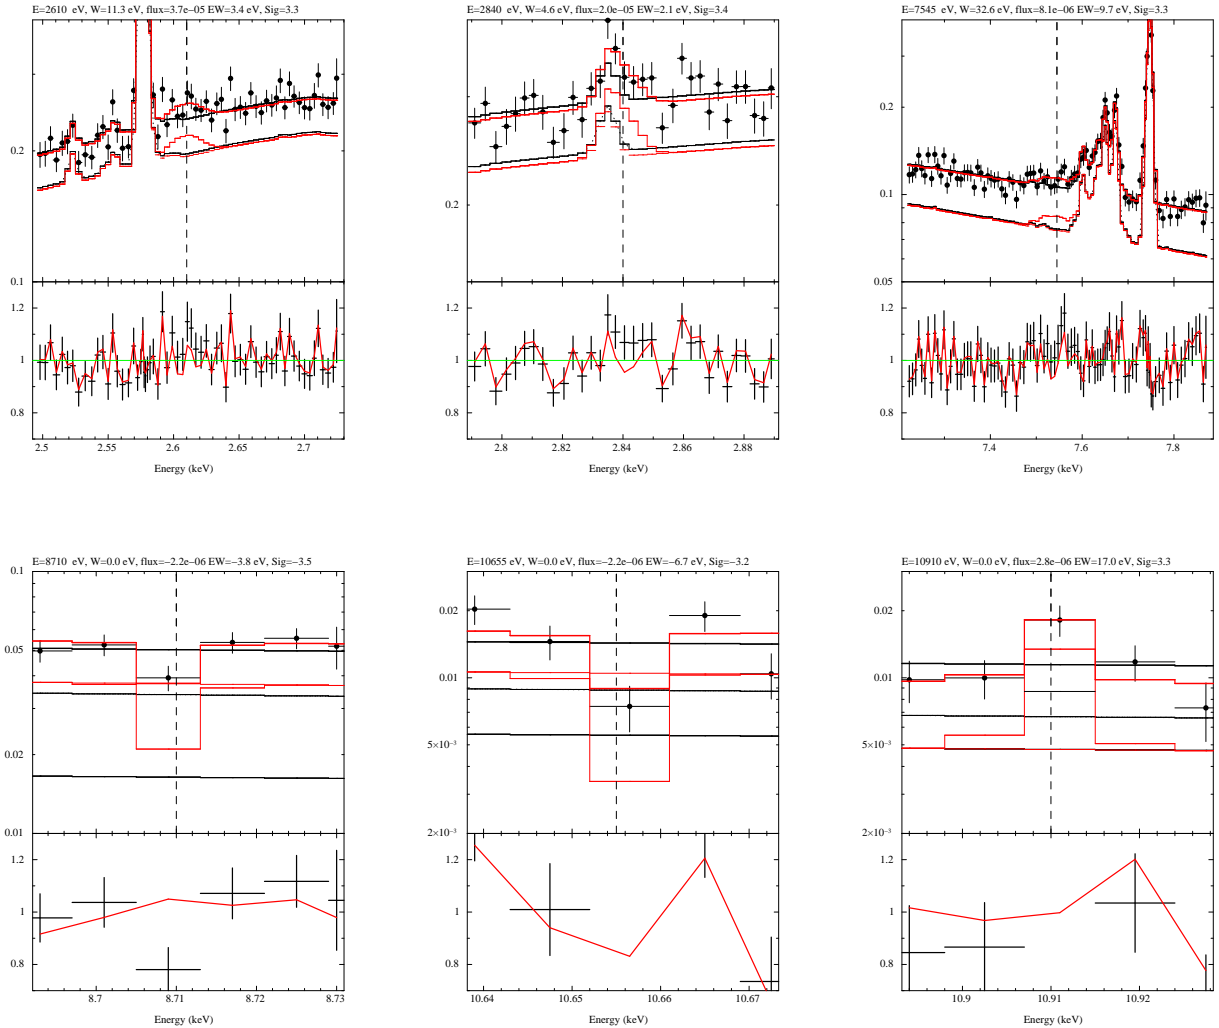 E=2610 eV, W=11.3 eV, flux=3.7e−05 EW=3.4 eV, Sig=3.3
0.2
0.1
1.2
1
0.8
2.5 2.55 2.6 2.65 2.7
Energy (keV)
E=2840 eV, W=4.6 eV, flux=2.0e−05 EW=2.1 eV, Sig=3.4
0.2
1.2
1
0.8
2.8 2.82 2.84 2.86 2.88
Energy (keV)
E=7545 eV, W=32.6 eV, flux=8.1e−06 EW=9.7 eV, Sig=3.3
0.2
0.1
0.05
1.2
1
0.8
7.4 7.6 7.8
Energy (keV)
E=8710 eV, W=0.0 eV, flux=−2.2e−06 EW=−3.8 eV, Sig=−3.5
0.1
0.05
0.02
0.01
1.2
1
0.8
8.7 8.71 8.72 8.73
Energy (keV)
E=10655 eV, W=0.0 eV, flux=−2.2e−06 EW=−6.7 eV, Sig=−3.2
0.02
0.01
5×10⁻³
2×10⁻³
1.2
1
0.8
10.64 10.65 10.66 10.67
Energy (keV)
E=10910 eV, W=0.0 eV, flux=2.8e−06 EW=17.0 eV, Sig=3.3
0.02
0.01
5×10⁻³
2×10⁻³
1.2
1
0.8
10.9 10.91 10.92
Energy (keV)